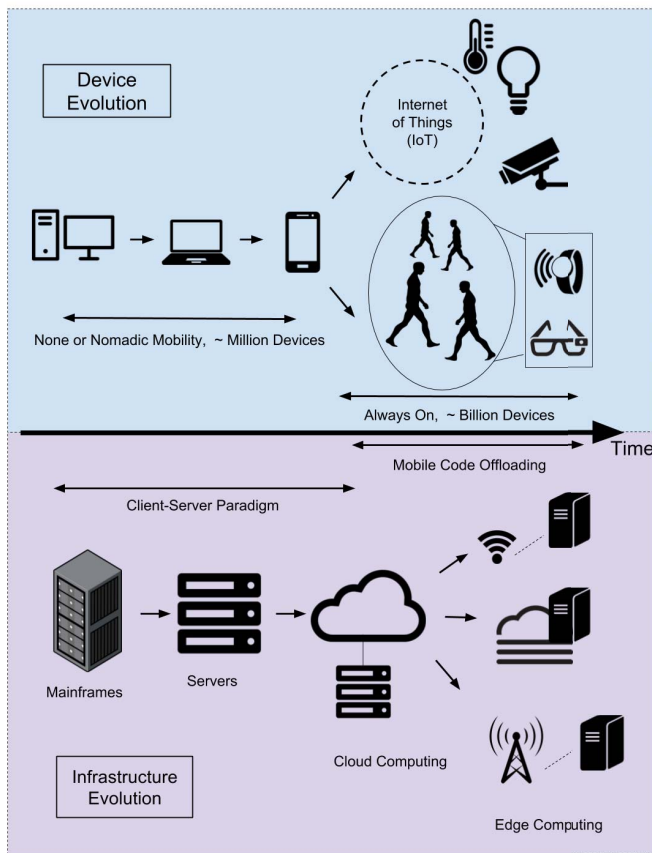 Device
Evolution
Internet
of Things
(IoT)
None or Nomadic Mobility, ~ Million Devices
Always On, ~ Billion Devices
Time
Mobile Code Offloading
Client-Server Paradigm
Mainframes
Servers
Cloud Computing
Edge Computing
Infrastructure
Evolution